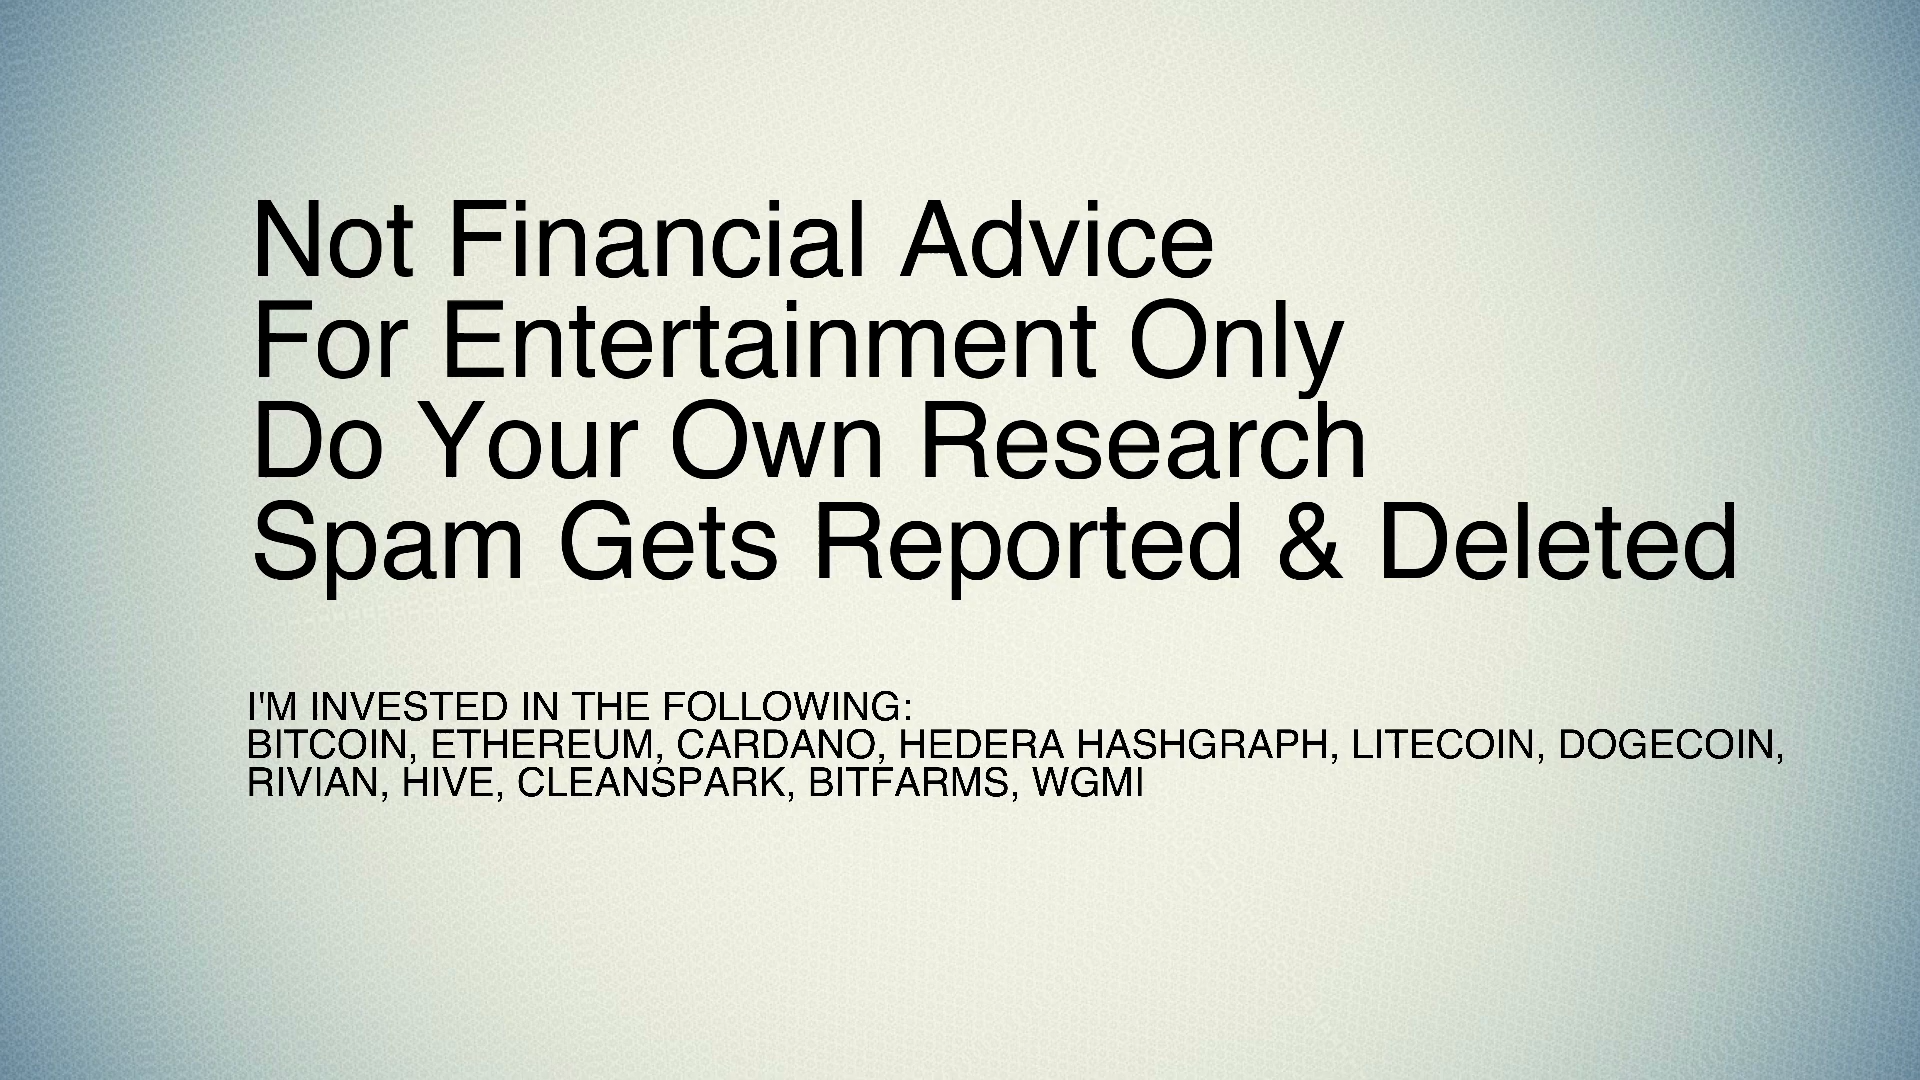 Not Financial Advice
For Entertainment Only
Do Your Own Research
Spam Gets Reported & Deleted
I'M INVESTED IN THE FOLLOWING:
BITCOIN, ETHEREUM, CARDANO, HEDERA HASHGRAPH, LITECOIN, DOGECOIN,
RIVIAN, HIVE, CLEANSPARK, BITFARMS, WGMI